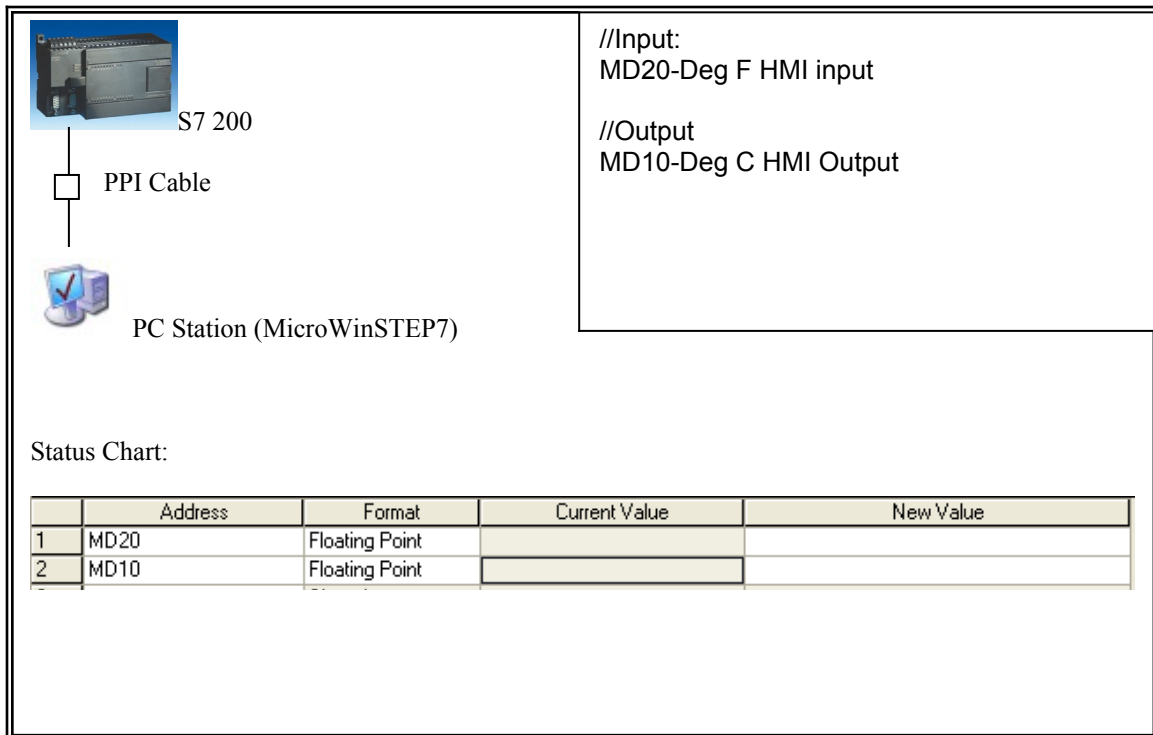 S7 200
PPI Cable
PC Station (MicroWinSTEP7)
//Input:
MD20-Deg F HMI input
//Output
MD10-Deg C HMI Output
Status Chart:
Address Format Current Value New Value
1 MD20 Floating Point
2 MD10 Floating Point